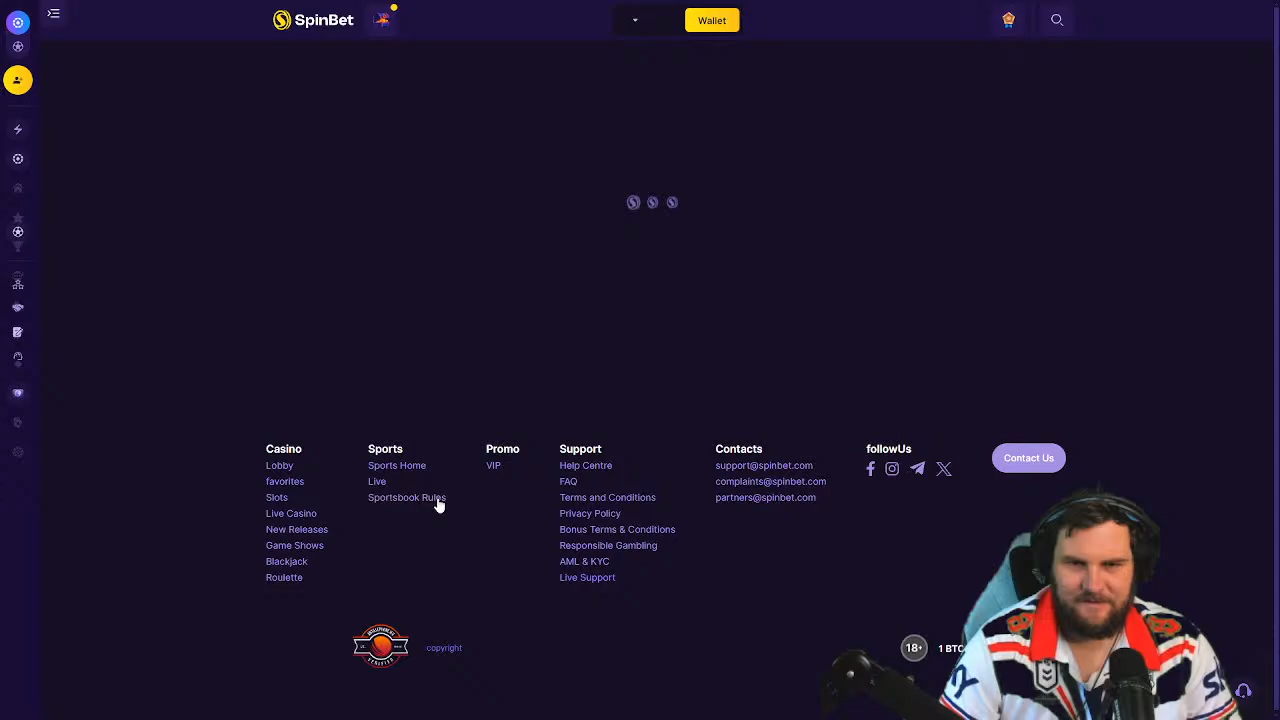 SpinBet
Wallet
Casino
Lobby
favorites
Slots
Live Casino
New Releases
Game Shows
Blackjack
Roulette
Sports
Sports Home
Live
Sportsbook Rules
Promo
VIP
Support
Help Centre
FAQ
Terms and Conditions
Privacy Policy
Bonus Terms & Conditions
Responsible Gambling
AML & KYC
Live Support
Contacts
support@spinbet.com
complaints@spinbet.com
partners@spinbet.com
followUs
Contact Us
copyright
18+
1 BTC